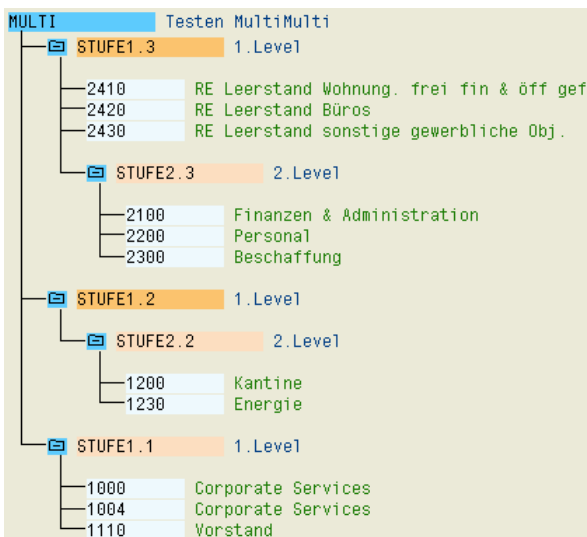 MULTI Testen MultiMulti
STUFE1.3 1.Level
2410 RE Leerstand Wohnung. frei fin & öff gef
2420 RE Leerstand Büros
2430 RE Leerstand sonstige gewerbliche Obj.
STUFE2.3 2.Level
2100 Finanzen & Administration
2200 Personal
2300 Beschaffung
STUFE1.2 1.Level
STUFE2.2 2.Level
1200 Kantine
1230 Energie
STUFE1.1 1.Level
1000 Corporate Services
1004 Corporate Services
1110 Vorstand